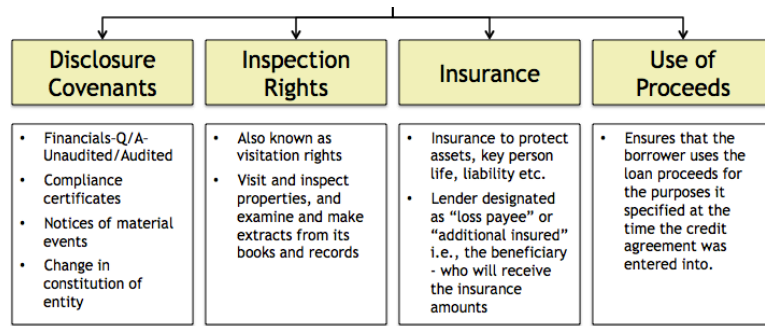 Disclosure
Covenants
Inspection
Rights
Insurance
Use of
Proceeds
• Financials-Q/A-
Unaudited/Audited
• Compliance
certificates
• Notices of material
events
• Change in
constitution of
entity
• Also known as
visitation rights
• Visit and inspect
properties, and
examine and make
extracts from its
books and records
• Insurance to protect
assets, key person
life, liability etc.
• Lender designated
as “loss payee” or
“additional insured”
i.e., the beneficiary
- who will receive
the insurance
amounts
• Ensures that the
borrower uses the
loan proceeds for
the purposes it
specified at the
time the credit
agreement was
entered into.